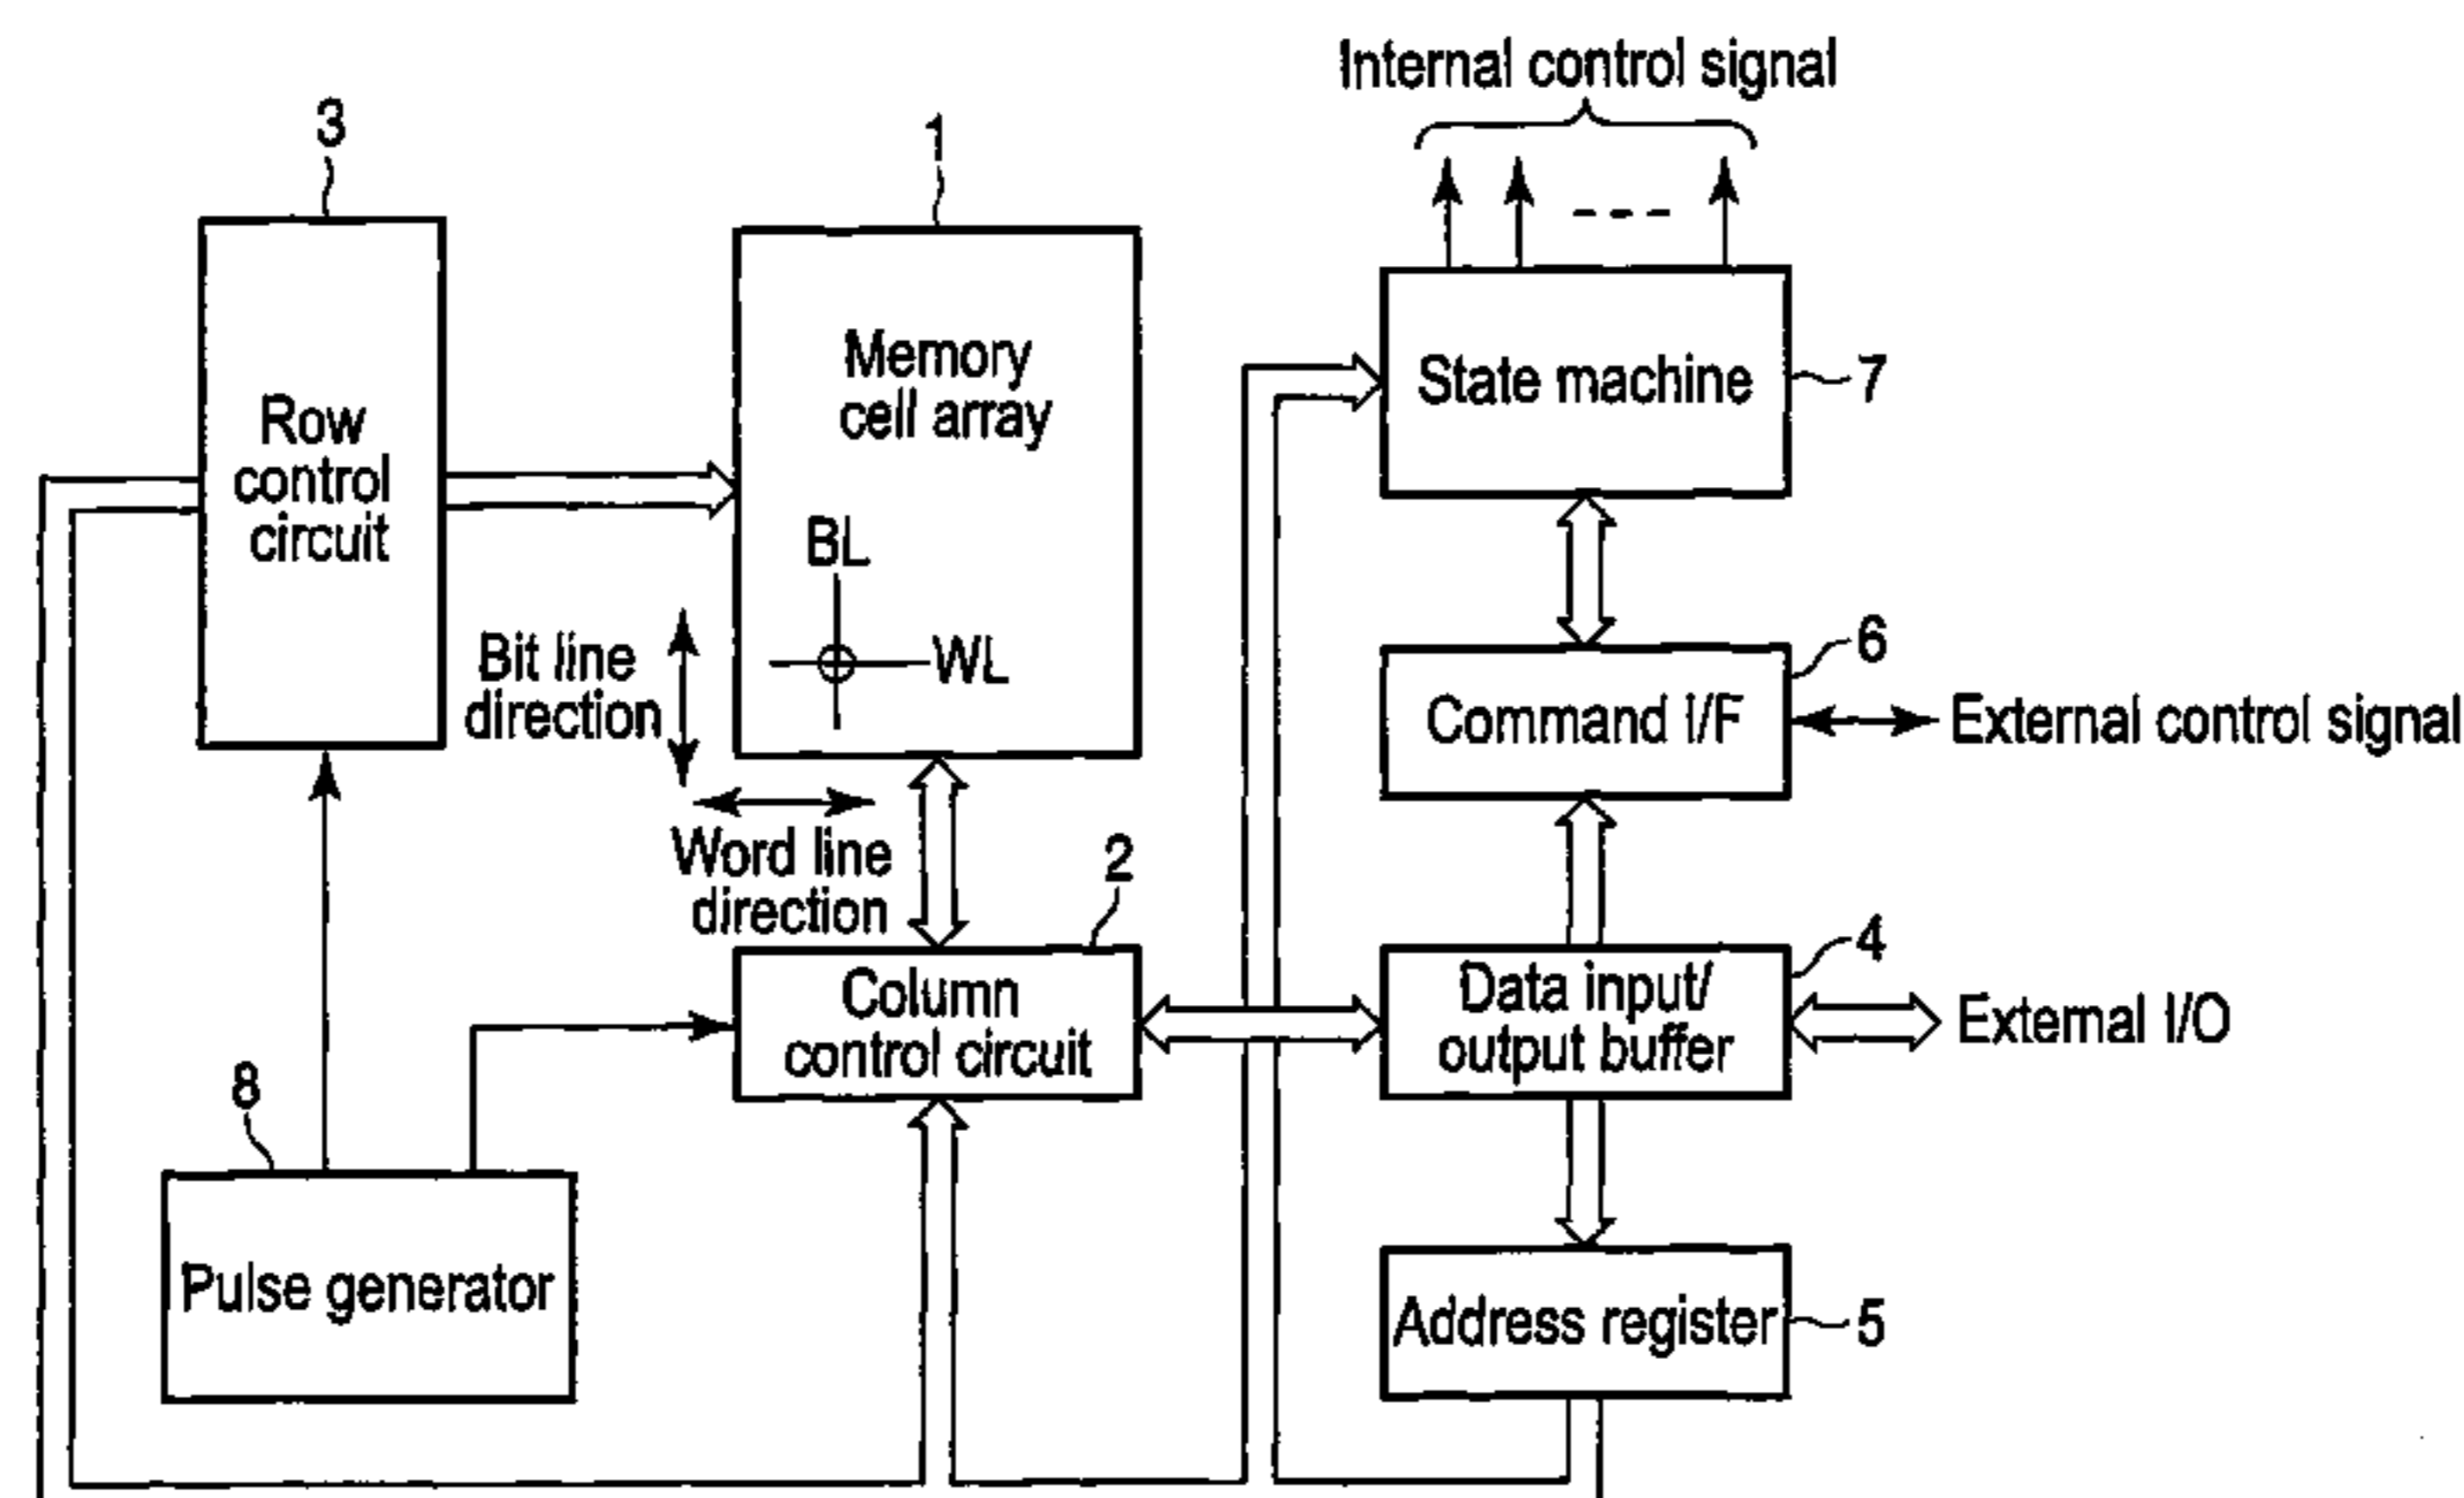 Internal control signal
3
1
Row
control
circuit
Memory
cell array
BL
WL
Bit line
direction
Word line
direction
State machine
7
6
Command I/F
External control signal
2
Column
control circuit
4
Data input/
output buffer
External I/O
8
Pulse generator
Address register
5